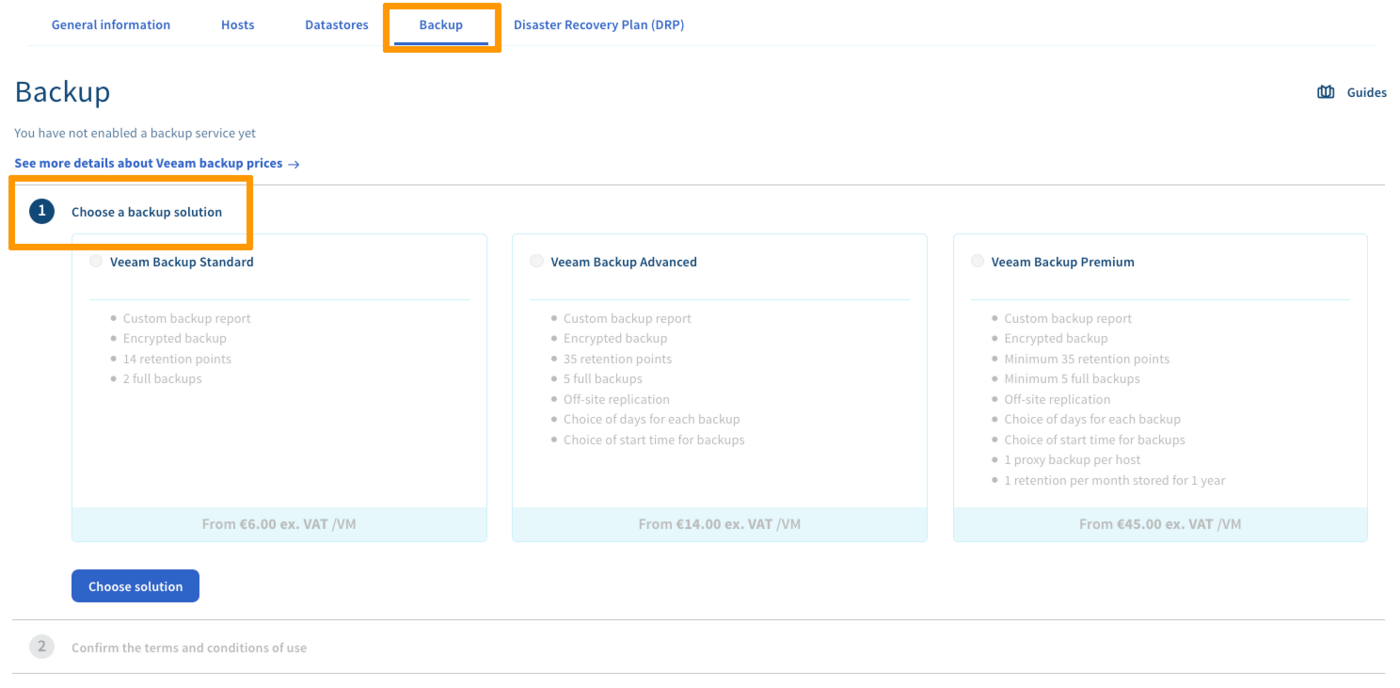 General information
Hosts
Datastores
Backup
Disaster Recovery Plan (DRP)
Backup
Guides
You have not enabled a backup service yet
See more details about Veeam backup prices →
1
Choose a backup solution
Veeam Backup Standard
Custom backup report
Encrypted backup
14 retention points
2 full backups
From €6.00 ex. VAT /VM
Veeam Backup Advanced
Custom backup report
Encrypted backup
35 retention points
5 full backups
Off-site replication
Choice of days for each backup
Choice of start time for backups
From €14.00 ex. VAT /VM
Veeam Backup Premium
Custom backup report
Encrypted backup
Minimum 35 retention points
Minimum 5 full backups
Off-site replication
Choice of days for each backup
Choice of start time for backups
1 proxy backup per host
1 retention per month stored for 1 year
From €45.00 ex. VAT /VM
Choose solution
2
Confirm the terms and conditions of use